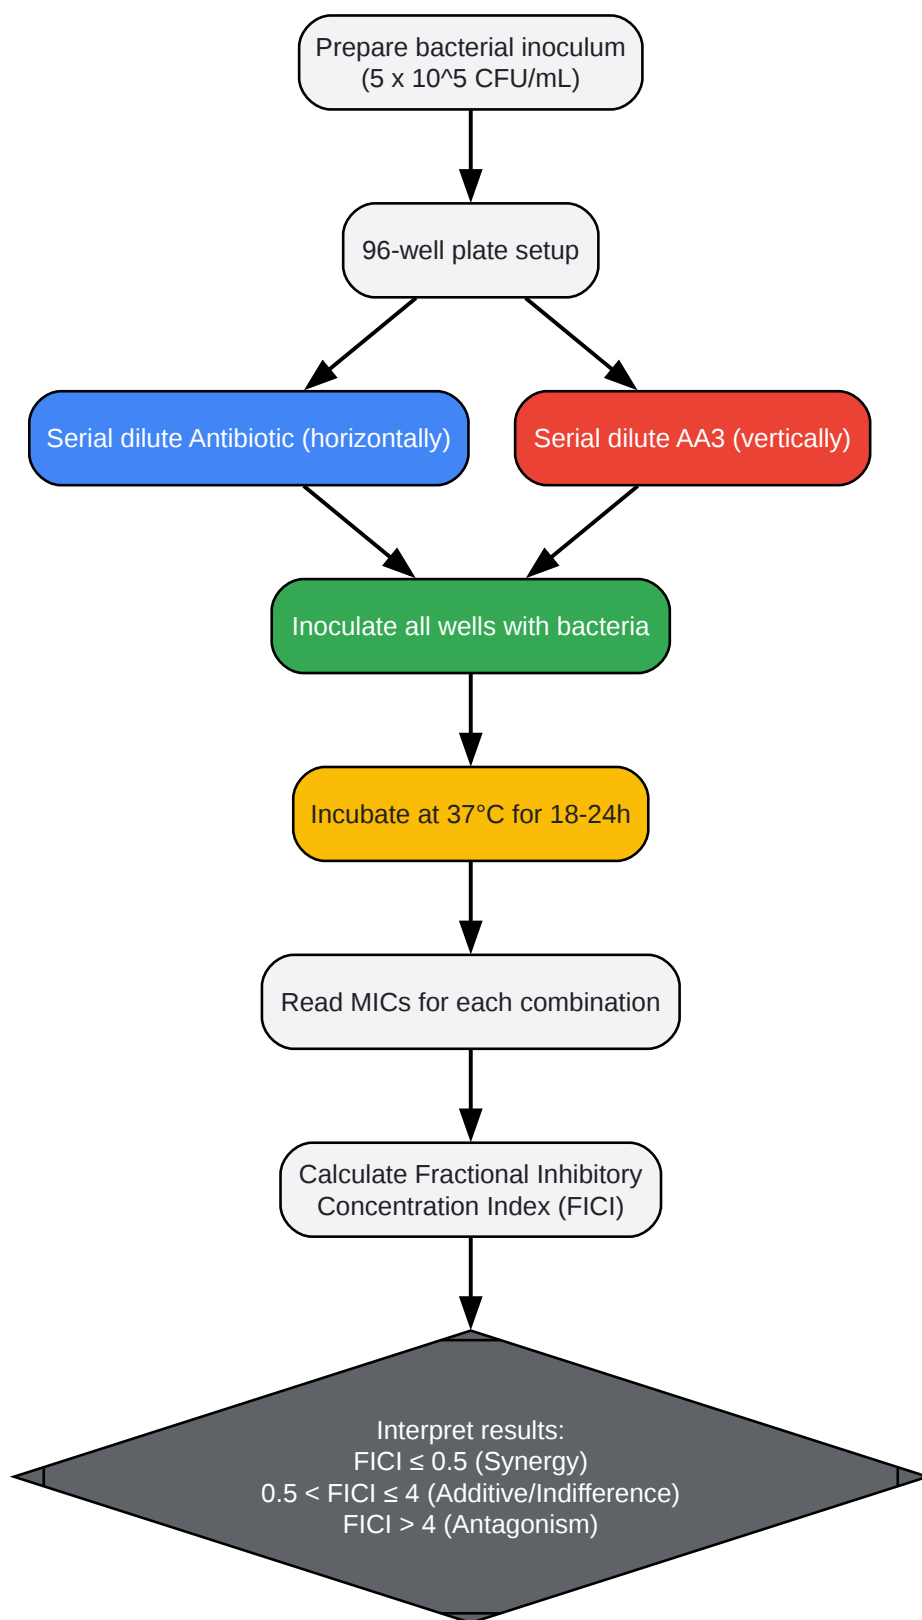 Prepare bacterial inoculum
(5 x 10^5 CFU/mL)
96-well plate setup
Serial dilute Antibiotic (horizontally)
Serial dilute AA3 (vertically)
Inoculate all wells with bacteria
Incubate at 37°C for 18-24h
Read MICs for each combination
Calculate Fractional Inhibitory
Concentration Index (FICI)
Interpret results:
FICI ≤ 0.5 (Synergy)
0.5 < FICI ≤ 4 (Additive/Indifference)
FICI > 4 (Antagonism)